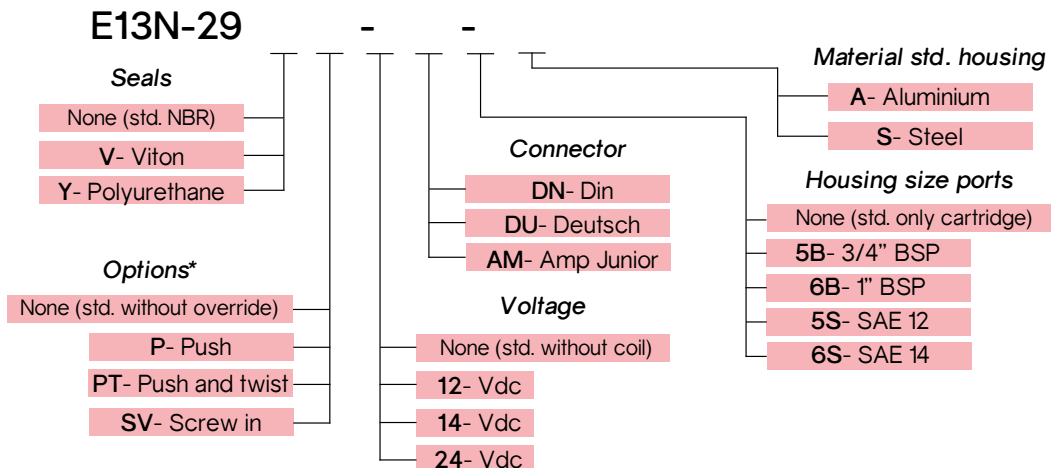 E13N-29 - -
Seals
None (std. NBR)
V- Viton
Y- Polyurethane
Options*
None (std. without override)
P- Push
PT- Push and twist
SV- Screw in
Connector
DN- Din
DU- Deutsch
AM- Amp Junior
Voltage
None (std. without coil)
12- Vdc
14- Vdc
24- Vdc
Material std. housing
A- Aluminium
S- Steel
Housing size ports
None (std. only cartridge)
5B- 3/4” BSP
6B- 1” BSP
5S- SAE 12
6S- SAE 14